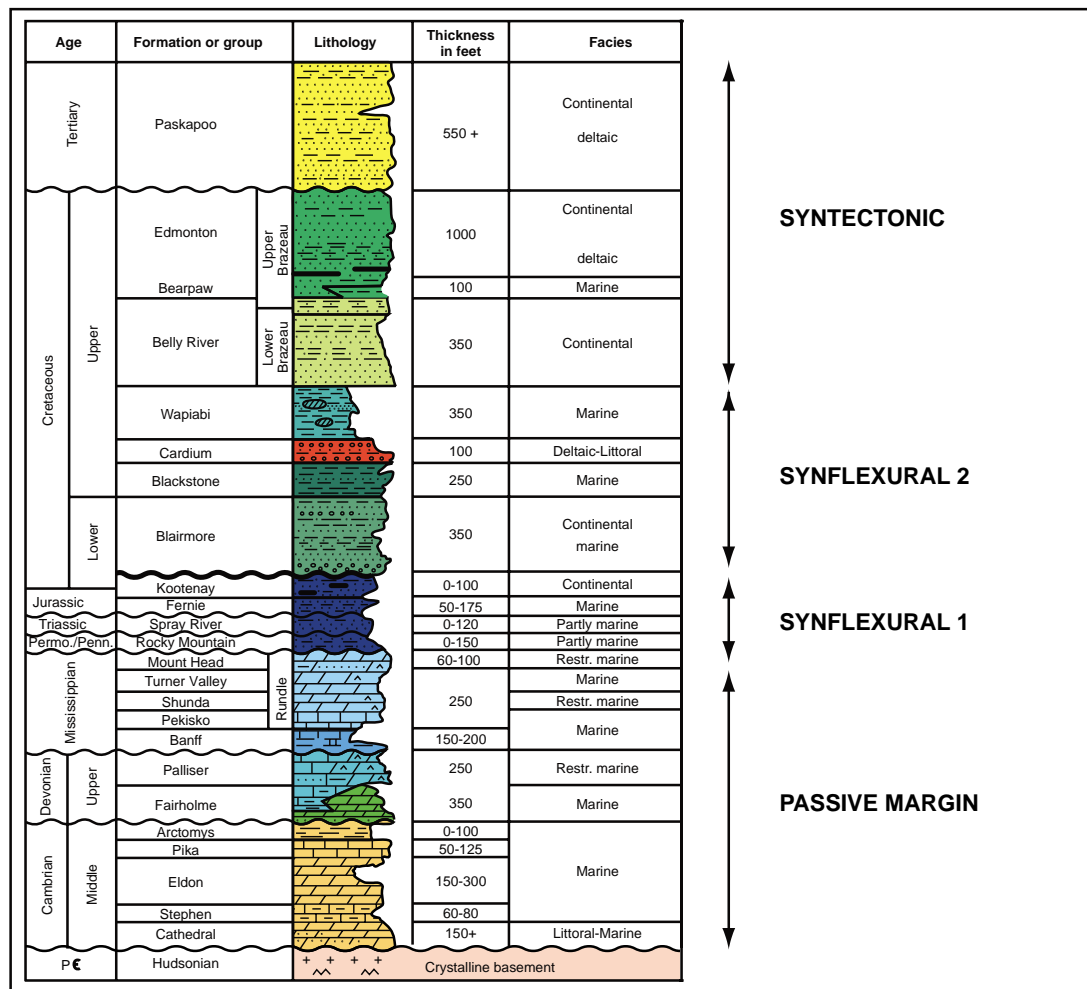 Age Formation or group Lithology Thickness in feet Facies
Tertiary Paskapoo 550 + Continental deltaic
SYNTECTONIC
Cretaceous Upper Edmonton Upper Brazeau 1000 Continental deltaic
Bearpaw 100 Marine
Belly River Lower Brazeau 350 Continental
Wapiabi 350 Marine
Cardium 100 Deltaic-Littoral
Blackstone 250 Marine
SYNFLEXURAL 2
Lower Blairmore 350 Continental marine
Kootenay 0-100 Continental
Jurassic Fernie 50-175 Marine
Triassic Spray River 0-120 Partly marine
SYNFLEXURAL 1
Permo./Penn. Rocky Mountain 0-150 Partly marine
Mississippian Mount Head Rundle 60-100 Restr. marine
Turner Valley 250 Marine
Shunda Restr. marine
Pekisko Marine
Banff 150-200
Devonian Upper Palliser 250 Restr. marine
Fairholme 350 Marine
PASSIVE MARGIN
Cambrian Middle Arctomys 0-100 Marine
Pika 50-125
Eldon 150-300
Stephen 60-80
Cathedral 150+ Littoral-Marine
P Є Hudsonian Crystalline basement